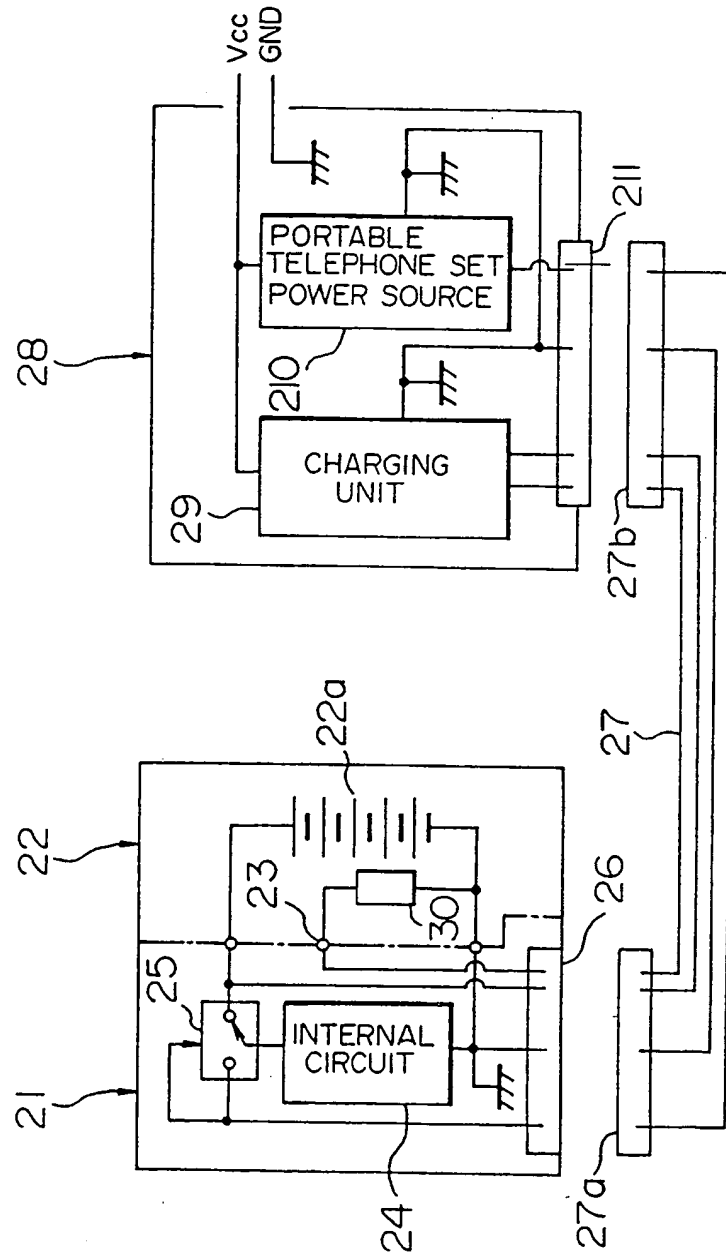 28
Vcc
GND
29
CHARGING
UNIT
210
PORTABLE
TELEPHONE SET
POWER SOURCE
211
27b
27
21
22
25
23
22a
INTERNAL
CIRCUIT
30
26
24
27a